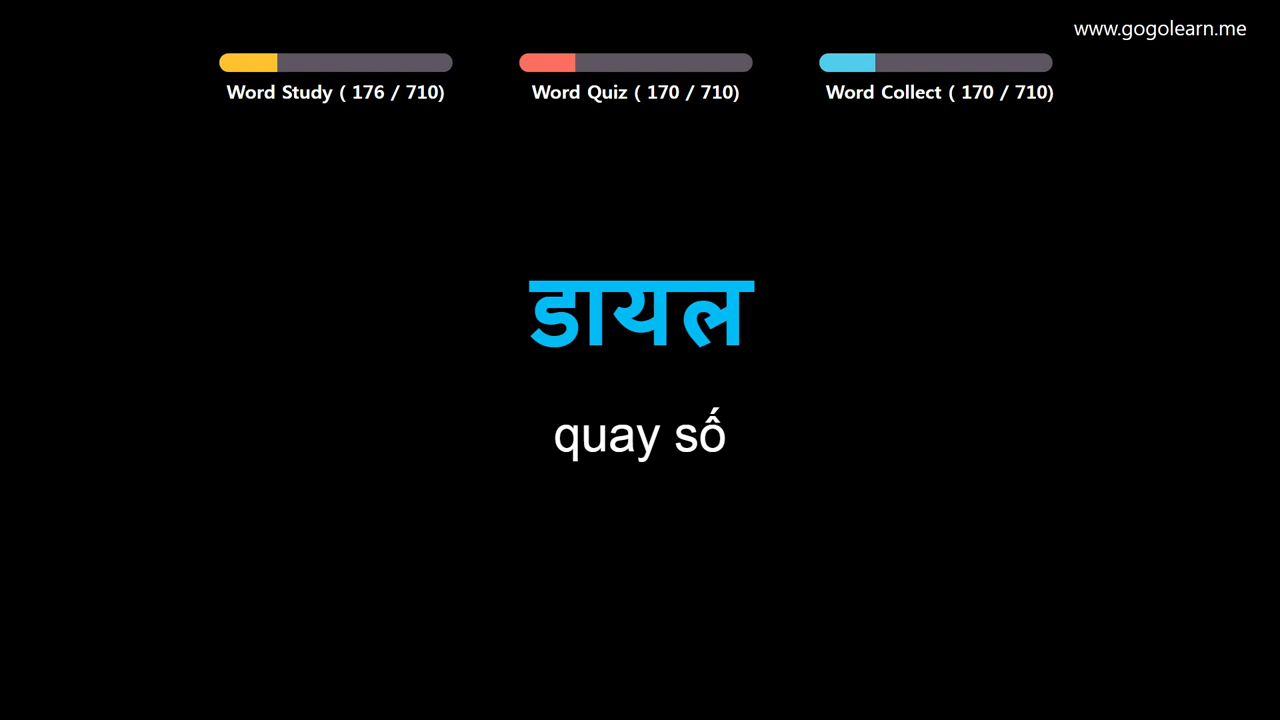 www.gogolearn.me
Word Study ( 176 / 710)
Word Quiz ( 170 / 710)
Word Collect ( 170 / 710)
डायल
quay số